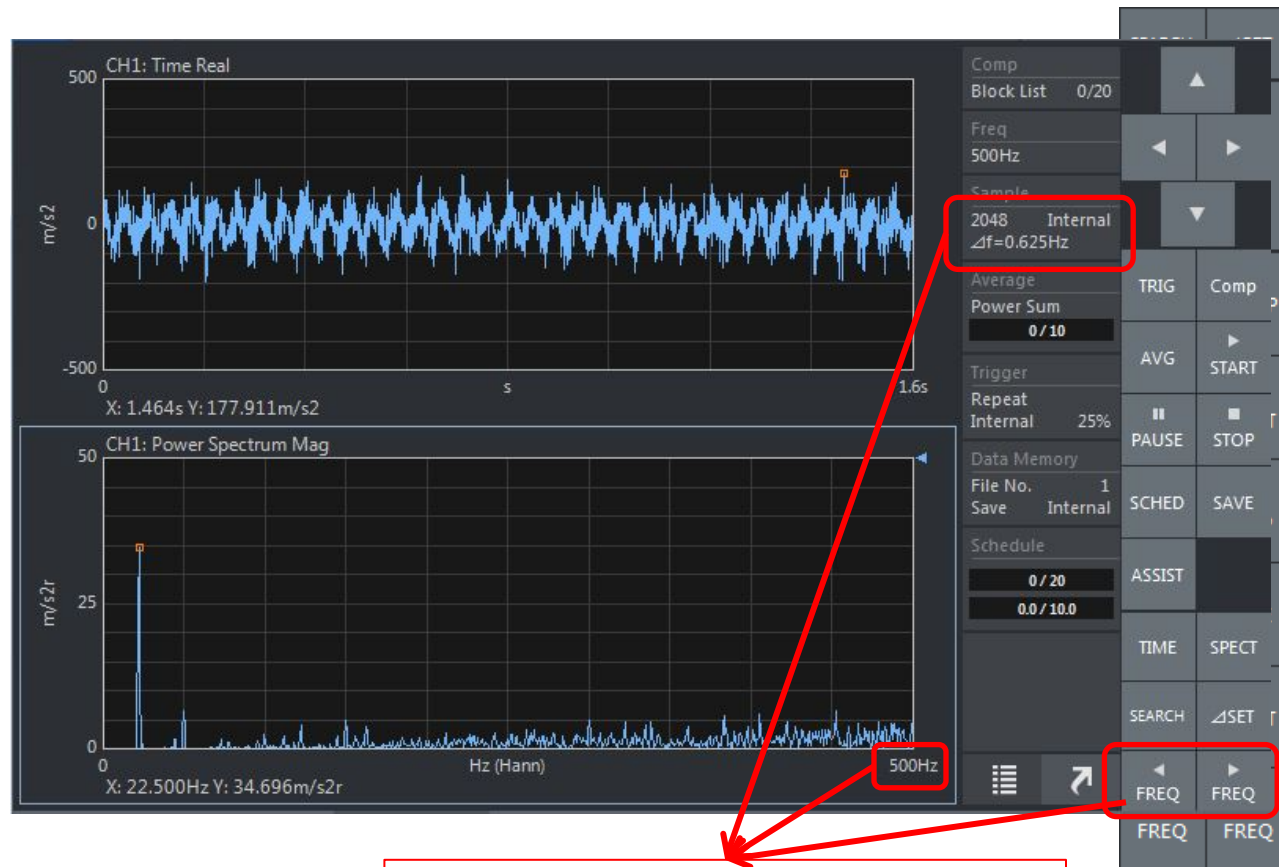 CH1: Time Real
500
m/s2
0
-500
0
s
1.6s
X: 1.464s Y: 177.911m/s2
CH1: Power Spectrum Mag
50
m/s2r
25
0
0
Hz (Hann)
500Hz
X: 22.500Hz Y: 34.696m/s2r
Comp
Block List 0/20
Freq
500Hz
Sample
2048 Internal
⊿f=0.625Hz
Average
Power Sum
0 / 10
Trigger
Repeat
Internal 25%
Data Memory
File No. 1
Save Internal
Schedule
0 / 20
0.0 / 10.0
TRIG Comp
AVG START
PAUSE STOP
SCHED SAVE
ASSIST
TIME SPECT
SEARCH ⊿SET
FREQ FREQ
FREQ FREQ